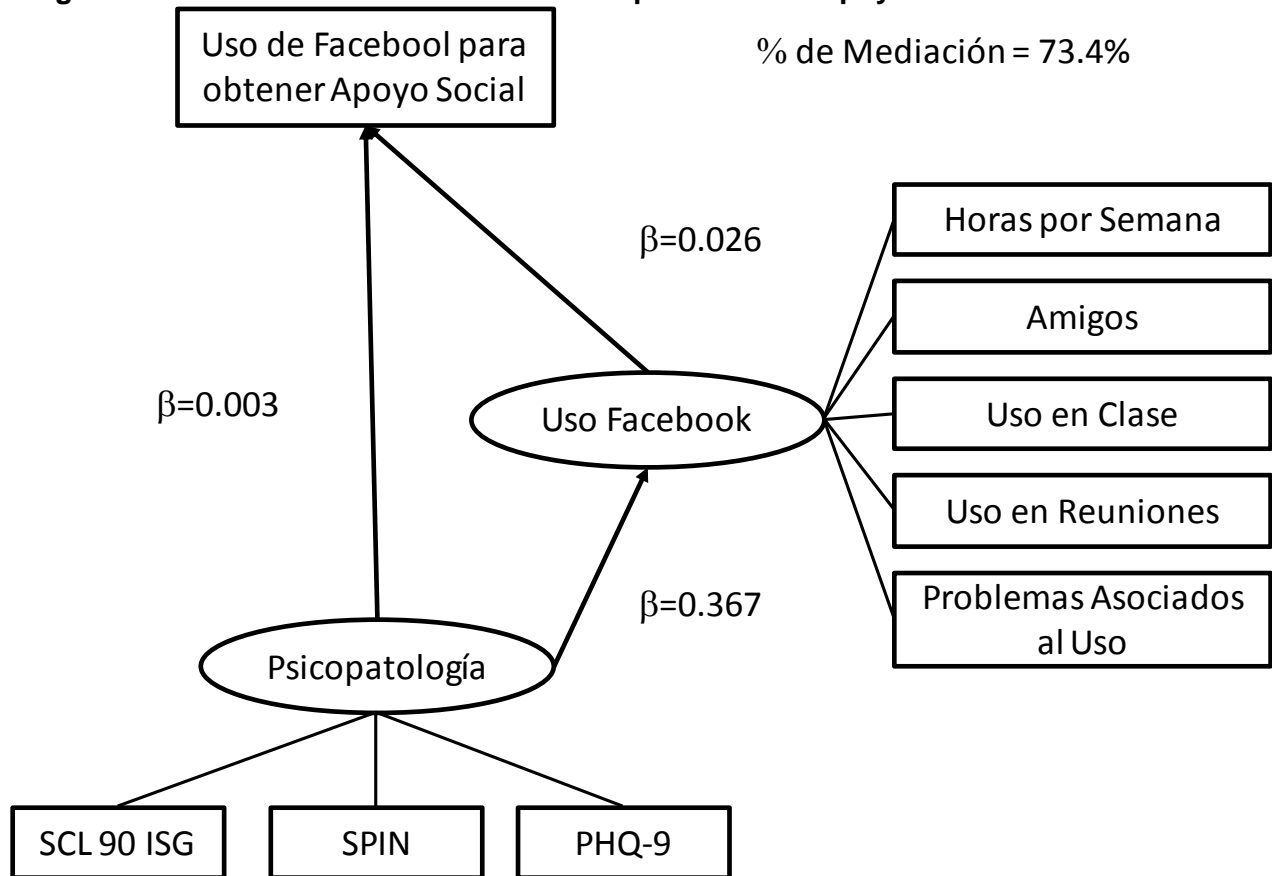 Uso de Facebool para
obtener Apoyo Social
% de Mediación = 73.4%
β=0.026
Horas por Semana
Amigos
Uso en Clase
Uso en Reuniones
Problemas Asociados
al Uso
β=0.003
Uso Facebook
β=0.367
Psicopatología
SCL 90 ISG
SPIN
PHQ-9